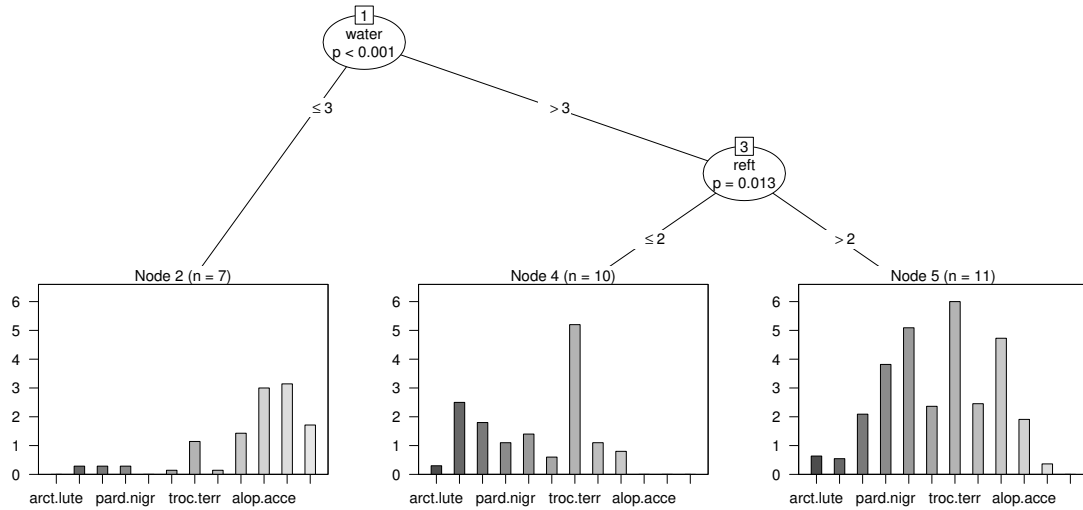 1
water
p < 0.001
≤ 3
> 3
3
reft
p = 0.013
≤ 2
> 2
Node 2 (n = 7)
6
5
4
3
2
1
0
arct.lute pard.nigr troc.terr alop.acce
Node 4 (n = 10)
6
5
4
3
2
1
0
arct.lute pard.nigr troc.terr alop.acce
Node 5 (n = 11)
6
5
4
3
2
1
0
arct.lute pard.nigr troc.terr alop.acce